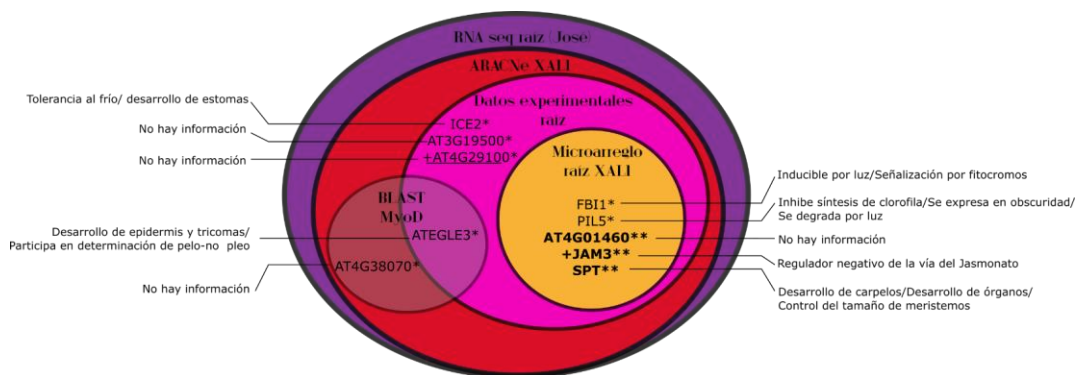 RNA seq raíz (José)
ARACNe XAL1
Datos experimentales
raíz
ICE2*
AT3G19500*
+AT4G29100*
Microarreglo
raíz XAL1
FBI1*
PIL5*
AT4G01460**
+JAM3**
SPT**
BLAST
MyoD
ATEGLE3*
AT4G38070*
Tolerancia al frío/ desarrollo de estomas
No hay información
No hay información
Desarrollo de epidermis y tricomas/
Participa en determinación de pelo-no pleo
No hay información
Inducible por luz/Señalización por fitocromos
Inhibe síntesis de clorofila/Se expresa en obscuridad/
Se degrada por luz
No hay información
Regulador negativo de la vía del Jasmonato
Desarrollo de carpelos/Desarrollo de órganos/
Control del tamaño de meristemos